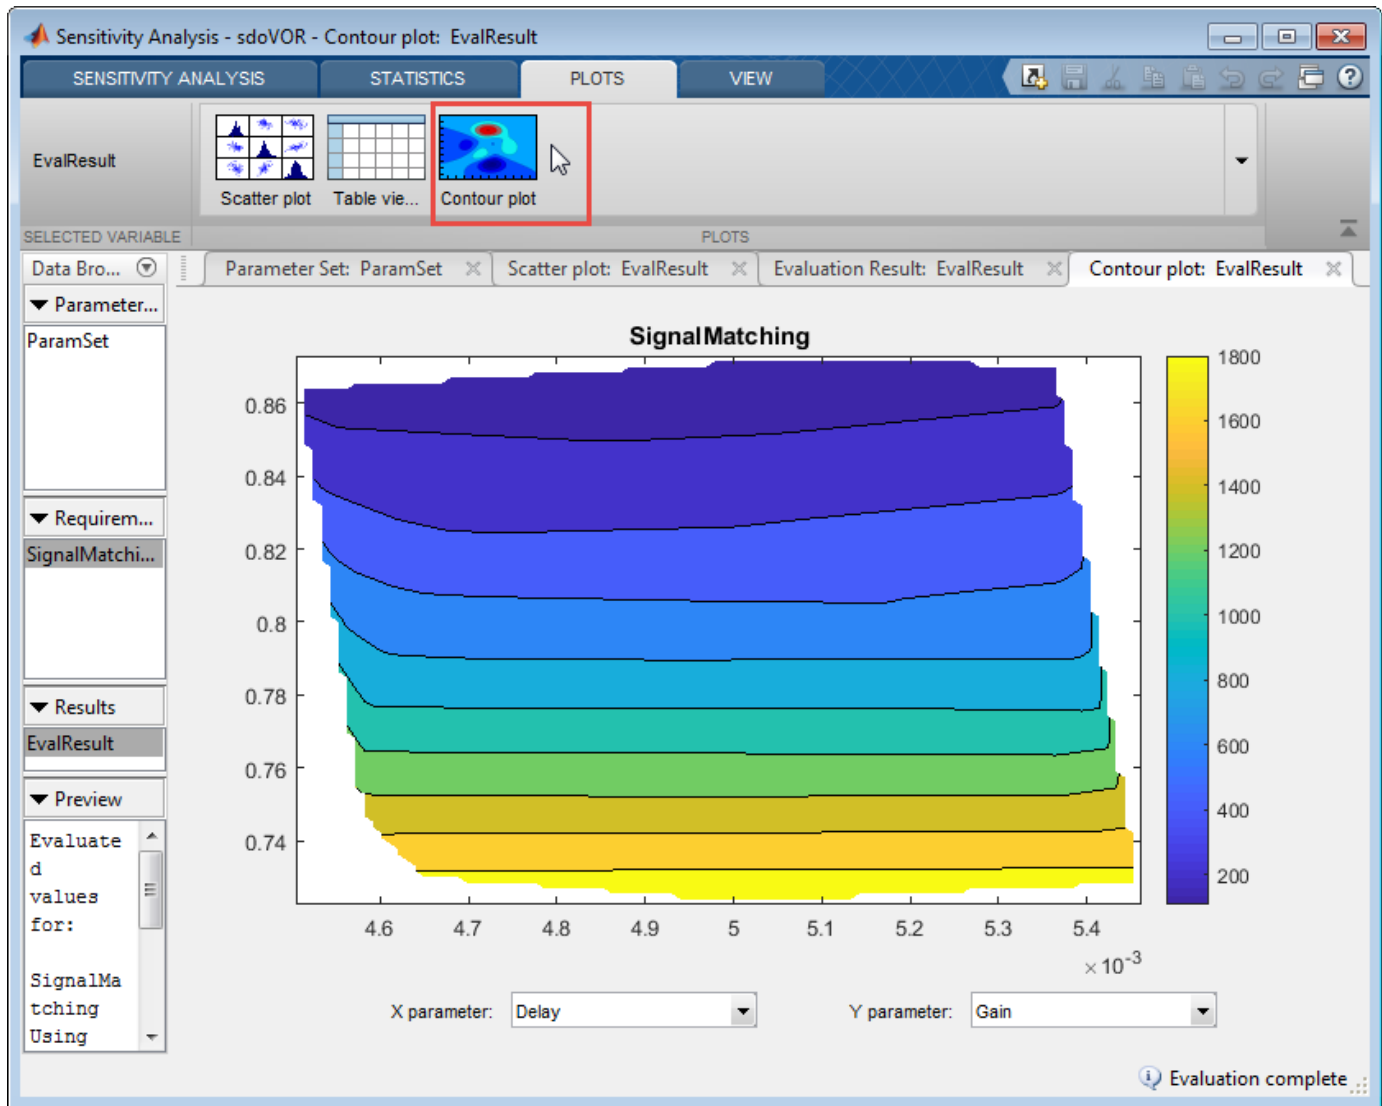 Sensitivity Analysis - sdoVOR - Contour plot: EvalResult
SENSITIVITY ANALYSIS STATISTICS PLOTS VIEW
EvalResult
Scatter plot Table vie... Contour plot
SELECTED VARIABLE PLOTS
Data Bro... Parameter Set: ParamSet Scatter plot: EvalResult Evaluation Result: EvalResult Contour plot: EvalResult
Parameter...
ParamSet
Requirem...
SignalMatchi...
Results
EvalResult
Preview
Evaluate
d
values
for:
SignalMa
tching
Using
SignalMatching
0.86
0.84
0.82
0.8
0.78
0.76
0.74
4.6 4.7 4.8 4.9 5 5.1 5.2 5.3 5.4
×10-3
1800
1600
1400
1200
1000
800
600
400
200
X parameter: Delay Y parameter: Gain
Evaluation complete